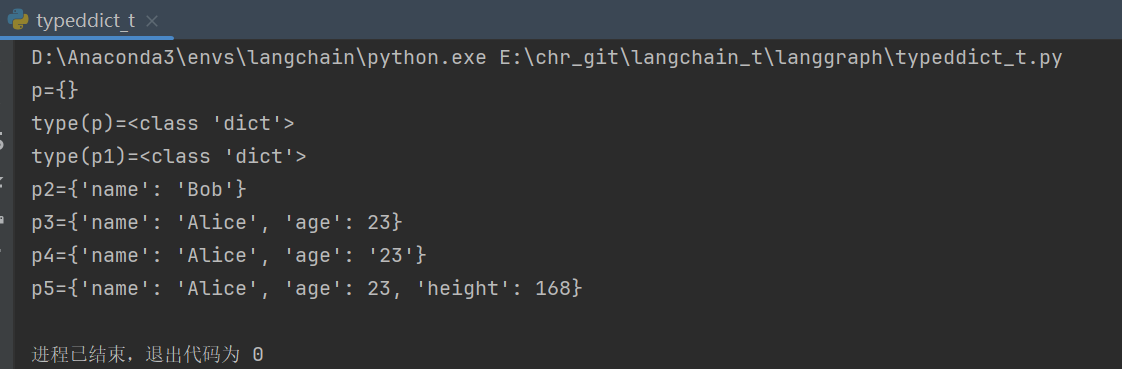 typeddict_t
D:\Anaconda3\envs\langchain\python.exe E:\chr_git\langchain_t\langgraph\typeddict_t.py
p={}
type(p)=<class 'dict'>
type(p1)=<class 'dict'>
p2={'name': 'Bob'}
p3={'name': 'Alice', 'age': 23}
p4={'name': 'Alice', 'age': '23'}
p5={'name': 'Alice', 'age': 23, 'height': 168}
进程已结束,退出代码为 0